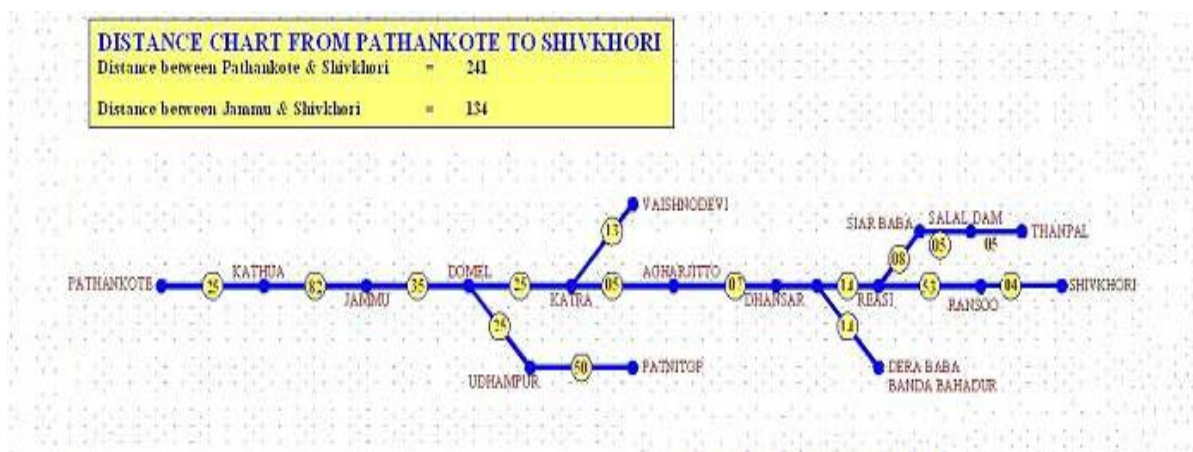 DISTANCE CHART FROM PATHANKOTE TO SHIVKHORI
Distance between Pathankote & Shivkhori = 241
Distance between Jammu & Shivkhori = 134
VAISHNODEVI
13
SIAR BABA SALAL DAM
THANPAL
08 05 05
PATHANKOTE 25 KATHUA 82 JAMMU 35 DOMEL 25 KATRA 05 AGHARJITTO 07 DHANSAR 14 REASI 53 RANSOO 04 SHIVKHORI
25
14
UDHAMPUR 50 PATNITOP
DERA BABA
BANDA BAHADUR